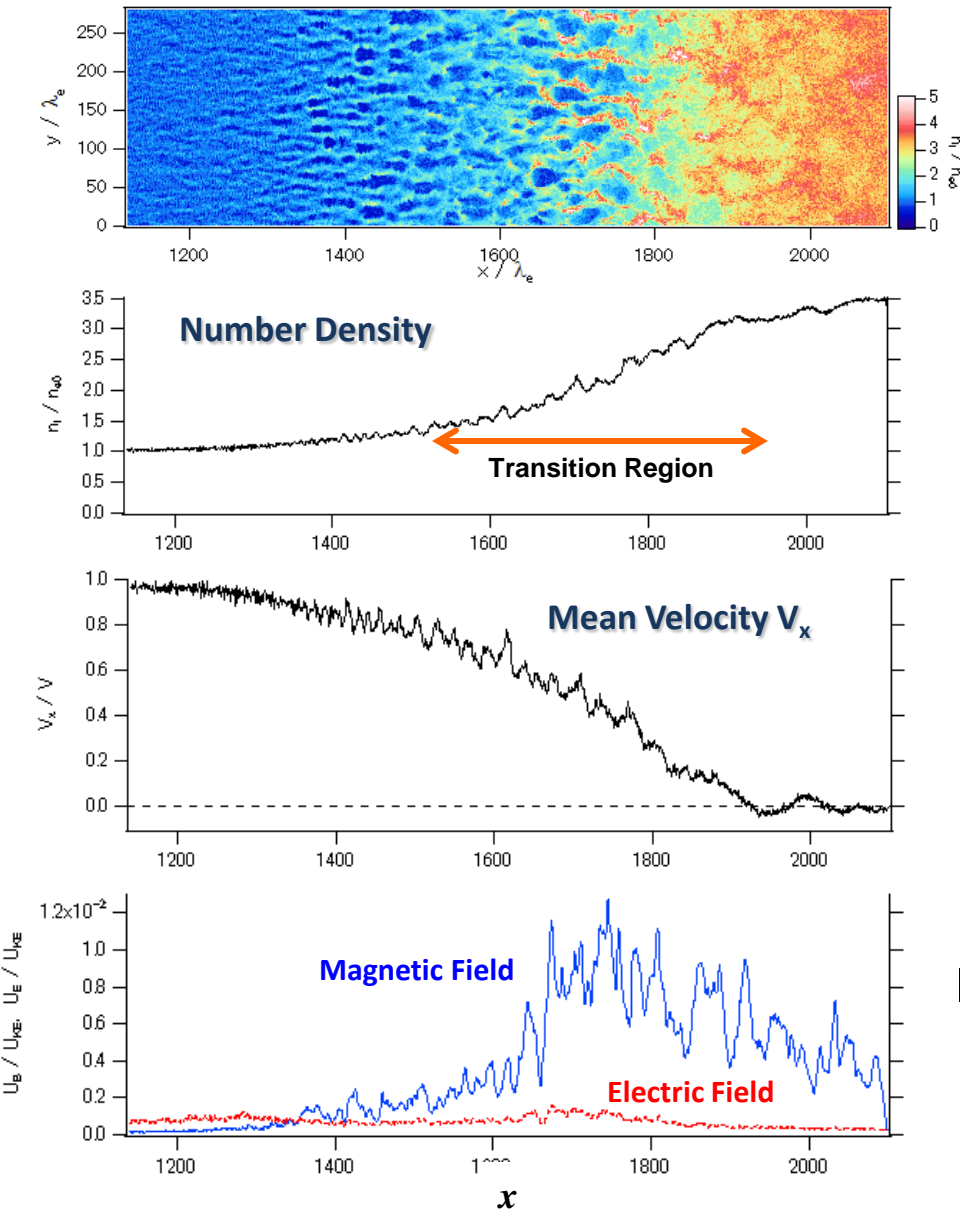 250
200
150
100
50
0
y / λe
5
4
3
2
1
0
1200 1400 1600 1800 2000
x / λe
3.5
3.0
2.5
2.0
1.5
1.0
0.5
0.0
Number Density
Transition Region
1200 1400 1600 1800 2000
1.0
0.8
0.6
0.4
0.2
0.0
Vx / V
Mean Velocity Vx
1200 1400 1600 1800 2000
1.2x10⁻²
1.0
0.8
0.6
0.4
0.2
0.0
UB / UKE, UE / UKE
Magnetic Field
Electric Field
1200 1400 1800 2000
x